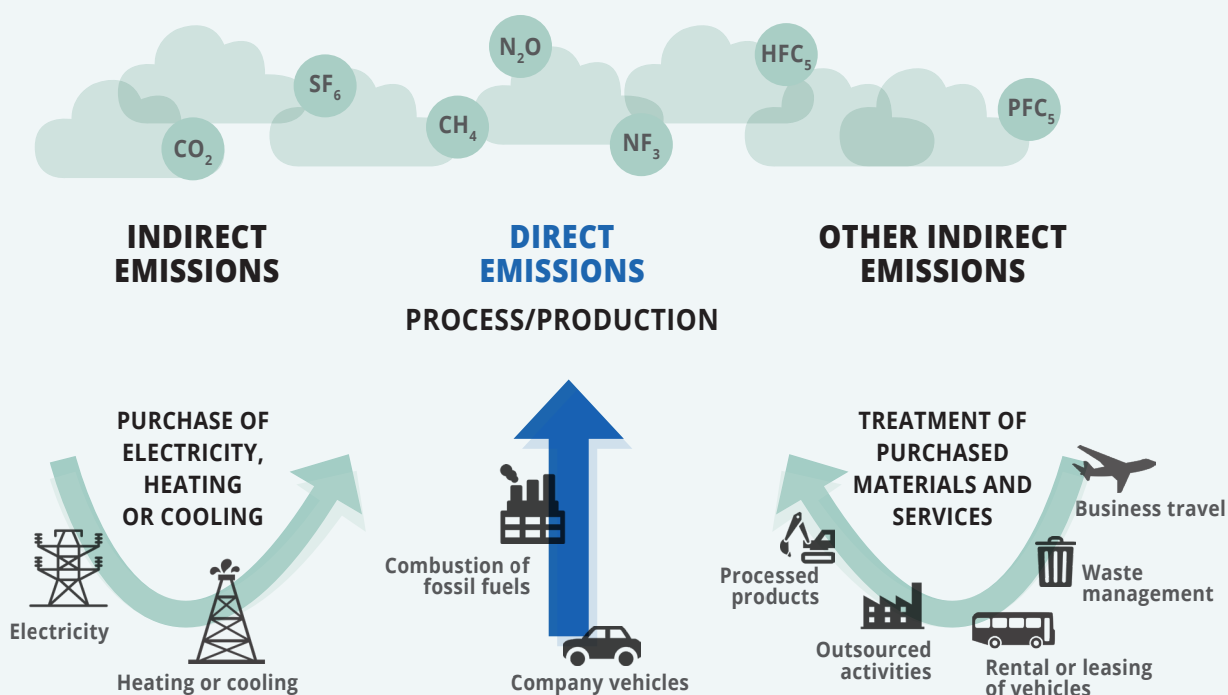 N₂O
HFC₅
SF₆
PFC₅
CH₄
NF₃
CO₂
INDIRECT
EMISSIONS
DIRECT
EMISSIONS
PROCESS/PRODUCTION
OTHER INDIRECT
EMISSIONS
PURCHASE OF
ELECTRICITY,
HEATING
OR COOLING
Electricity
Heating or cooling
Combustion of
fossil fuels
Company vehicles
TREATMENT OF
PURCHASED
MATERIALS AND
SERVICES
Business travel
Processed
products
Waste
management
Outsourced
activities
Rental or leasing
of vehicles